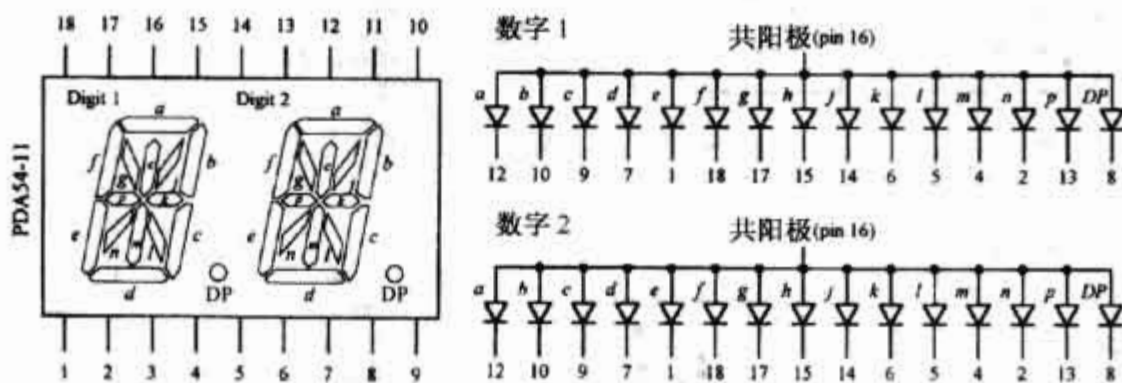 18 17 16 15 14 13 12 11 10
Digit 1 Digit 2
a a
f b f b
g e j g e j
p k p k
e c e c
n m l n m l
d DP d DP
PDA54-11
1 2 3 4 5 6 7 8 9
数字 1
共阳极(pin 16)
a b c d e f g h j k l m n p DP
12 10 9 7 1 18 17 15 14 6 5 4 2 13 8
数字 2
共阳极(pin 16)
a b c d e f g h j k l m n p DP
12 10 9 7 1 18 17 15 14 6 5 4 2 13 8